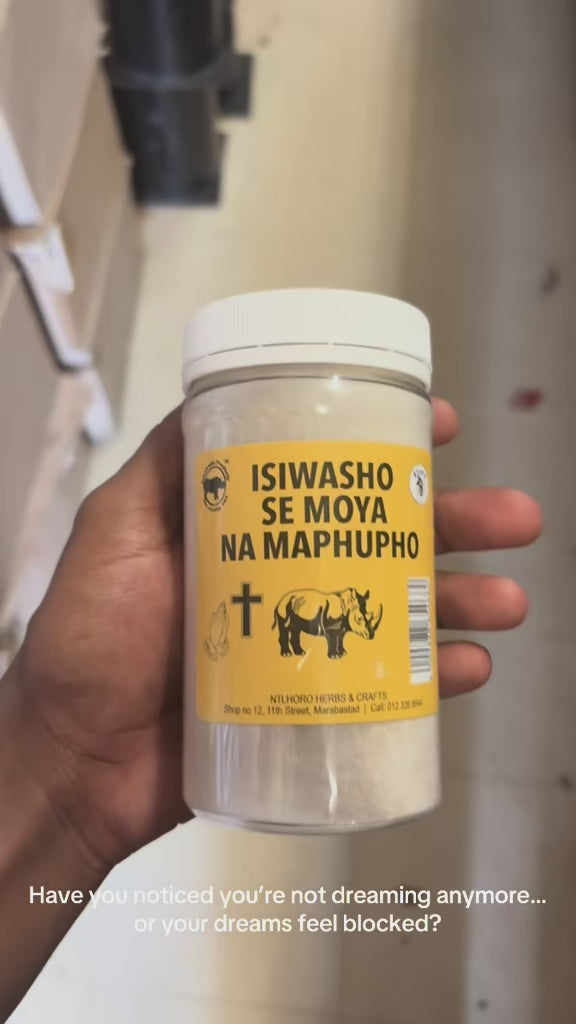 ISIWASHO
SE MOYA
NA MAPHUPHO
NTLHORO HERBS & CRAFTS
Shop no 12, 11th Street, Marabastad | Call: 012 326
Have you noticed you're not dreaming anymore...
or your dreams feel blocked?